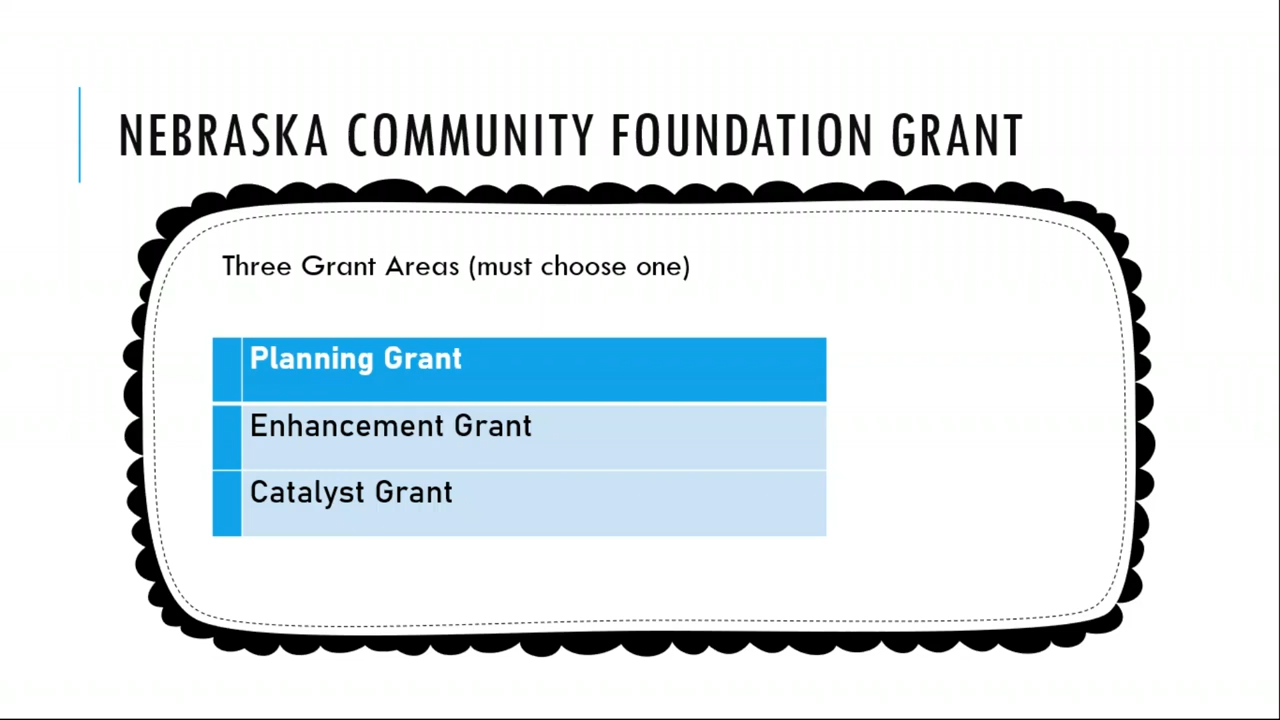 NEBRASKA COMMUNITY FOUNDATION GRANT
Three Grant Areas (must choose one)
Planning Grant
Enhancement Grant
Catalyst Grant